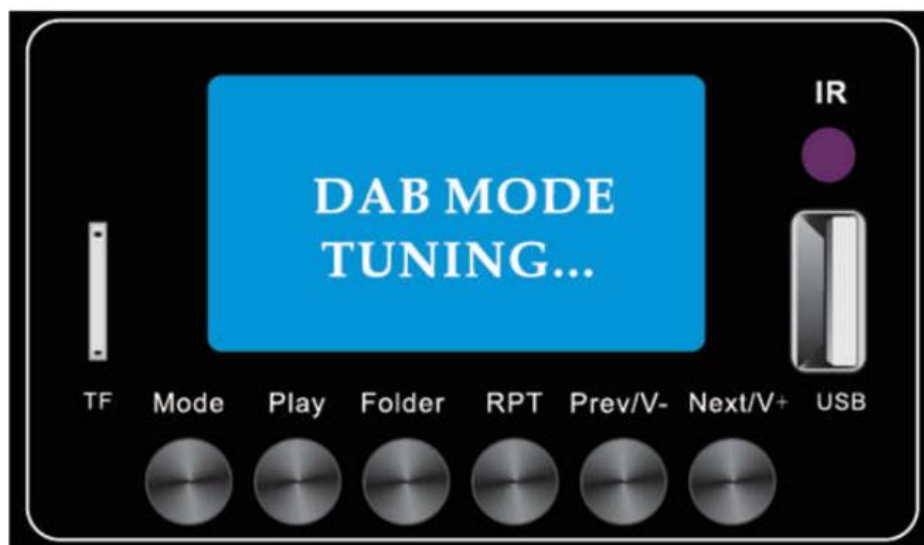 IR
DAB MODE
TUNING...
TF Mode Play Folder RPT Prev/V- Next/V+ USB